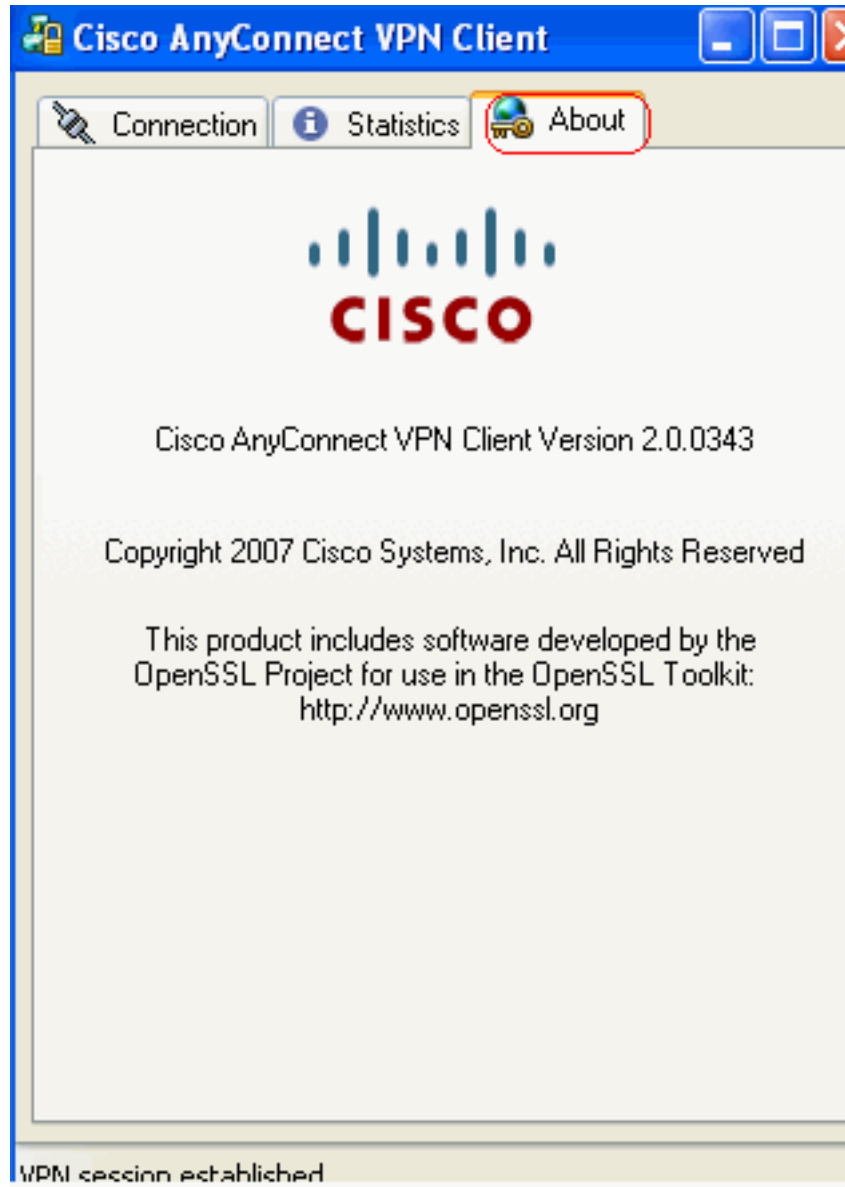 Cisco AnyConnect VPN Client
Connection
Statistics
About
CISCO
Cisco AnyConnect VPN Client Version 2.0.0343
Copyright 2007 Cisco Systems, Inc. All Rights Reserved
This product includes software developed by the
OpenSSL Project for use in the OpenSSL Toolkit:
http://www.openssl.org
VPN session established